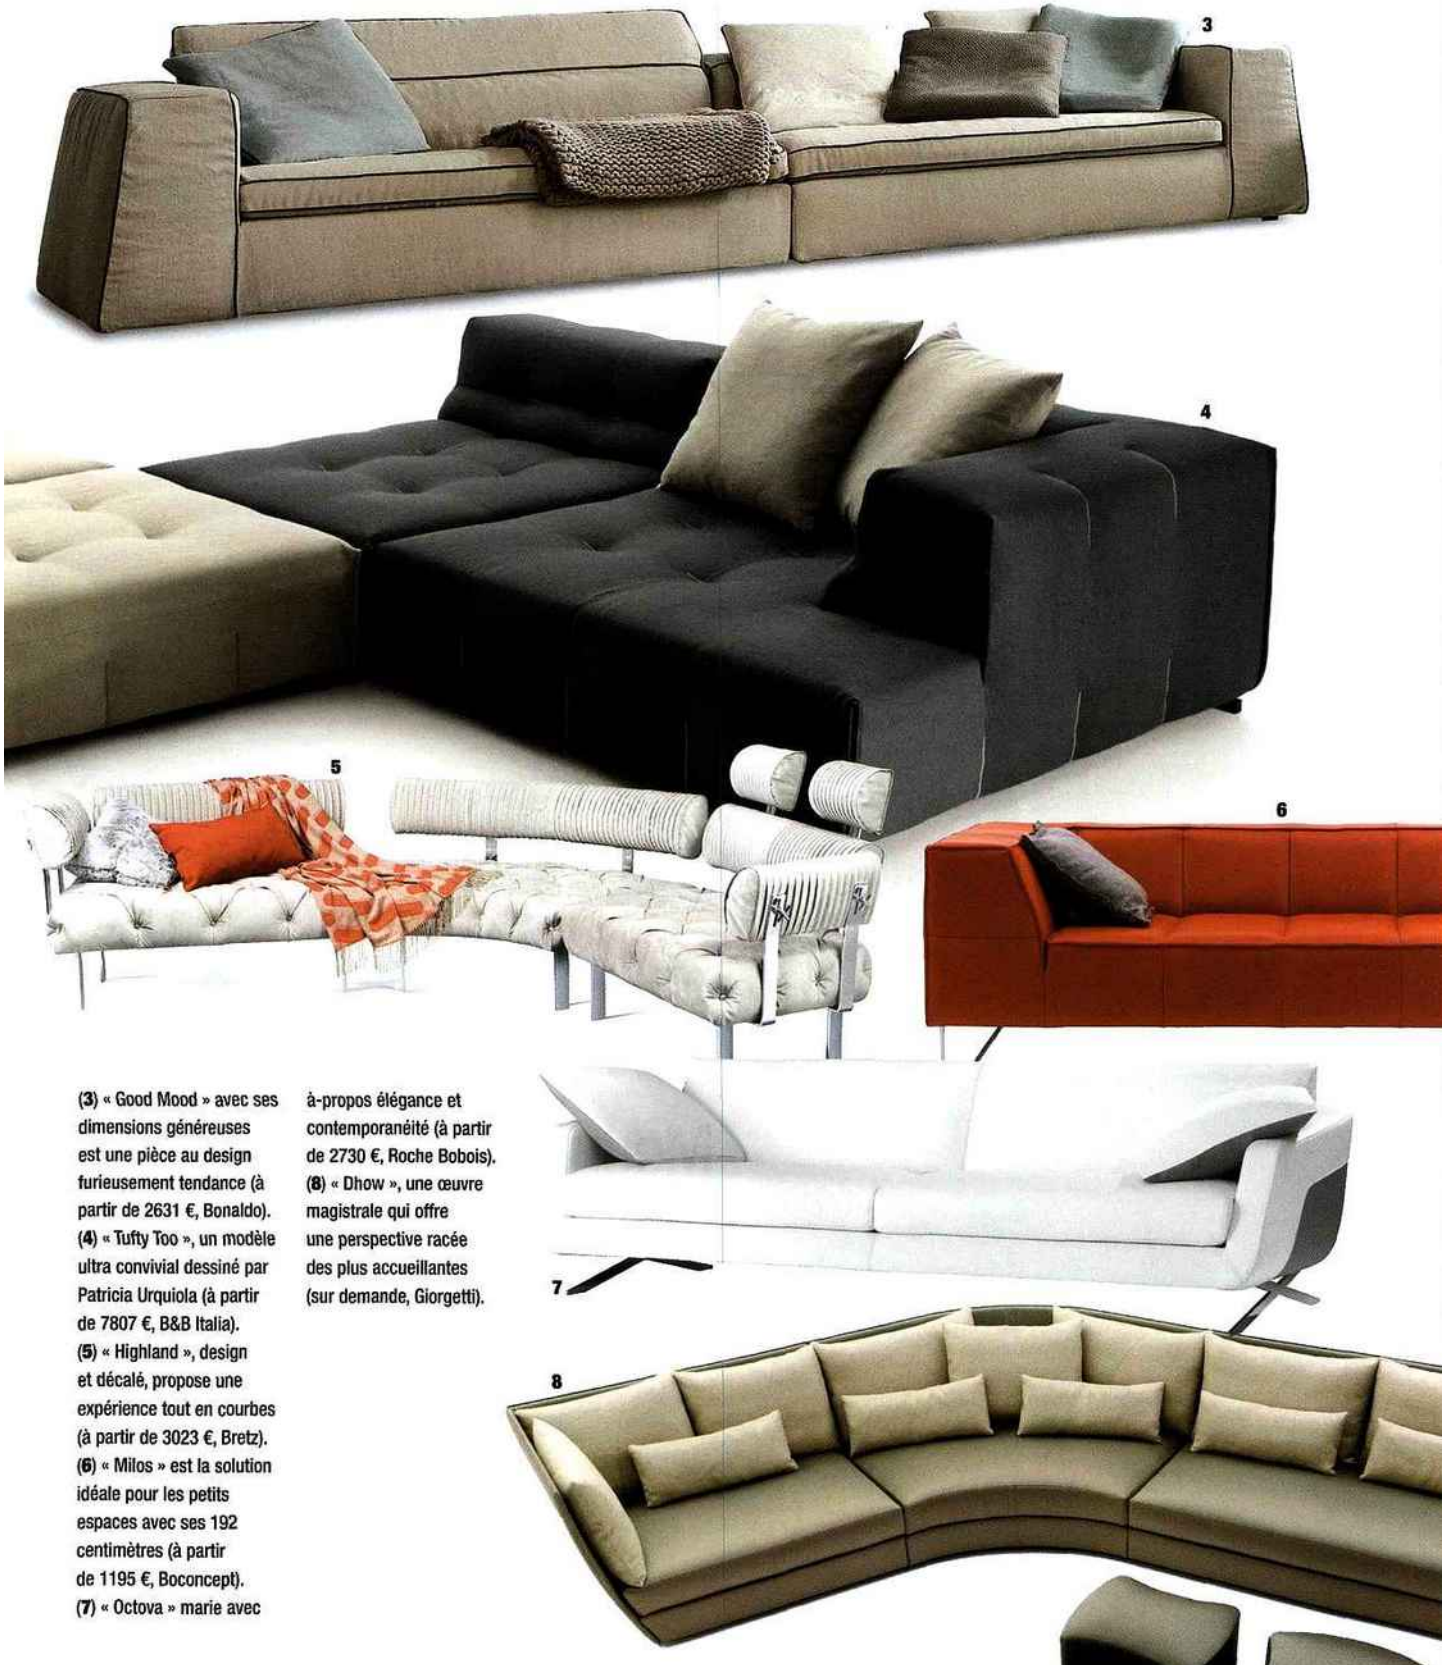 3
4
5
6
(3) « Good Mood » avec ses
dimensions généreuses
est une pièce au design
furieusement tendance (à
partir de 2631 €, Bonaldo).
(4) « Tufty Too », un modèle
ultra convivial dessiné par
Patricia Urquiola (à partir
de 7807 €, B&B Italia).
(5) « Highland », design
et décalé, propose une
expérience tout en courbes
(à partir de 3023 €, Bretz).
(6) « Milos » est la solution
idéale pour les petits
espaces avec ses 192
centimètres (à partir
de 1195 €, Boconcept).
(7) « Octova » marie avec
à-propos élégance et
contemporanéité (à partir
de 2730 €, Roche Bobois).
(8) « Dhow », une œuvre
magistrale qui offre
une perspective racée
des plus accueillantes
(sur demande, Giorgetti).
7
8